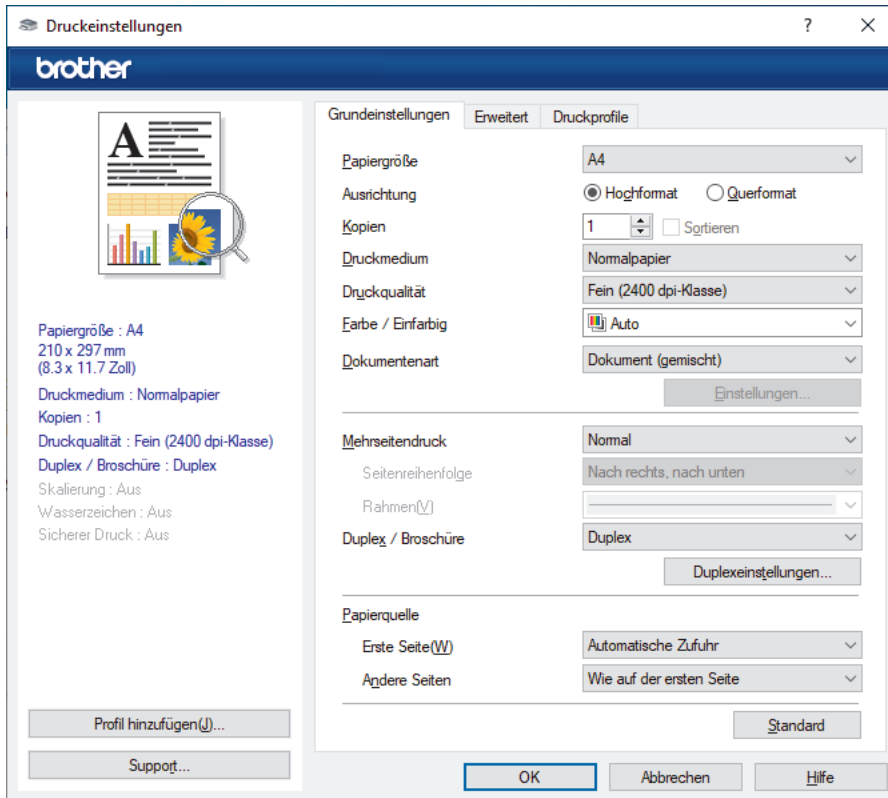 Druckeinstellungen
?
brother
A
Papiergröße : A4
210 x 297 mm
(8.3 x 11.7 Zoll)
Druckmedium : Normalpapier
Kopien : 1
Druckqualität : Fein (2400 dpi-Klasse)
Duplex / Broschüre : Duplex
Skalierung : Aus
Wasserzeichen : Aus
Sicherer Druck : Aus
Profil hinzufügen(J)...
Support...
Grundeinstellungen Erweitert Druckprofile
Papiergröße A4
Ausrichtung Hochformat Querformat
Kopien 1 Sortieren
Druckmedium Normalpapier
Druckqualität Fein (2400 dpi-Klasse)
Farbe / Einfarbig Auto
Dokumentenart Dokument (gemischt)
Einstellungen...
Mehrseitendruck Normal
Seitenreihenfolge Nach rechts, nach unten
Rahmen(V)
Duplex / Broschüre Duplex
Duplexeinstellungen...
Papierquelle
Erste Seite(W) Automatische Zufuhr
Andere Seiten Wie auf der ersten Seite
Standard
OK Abbrechen Hilfe